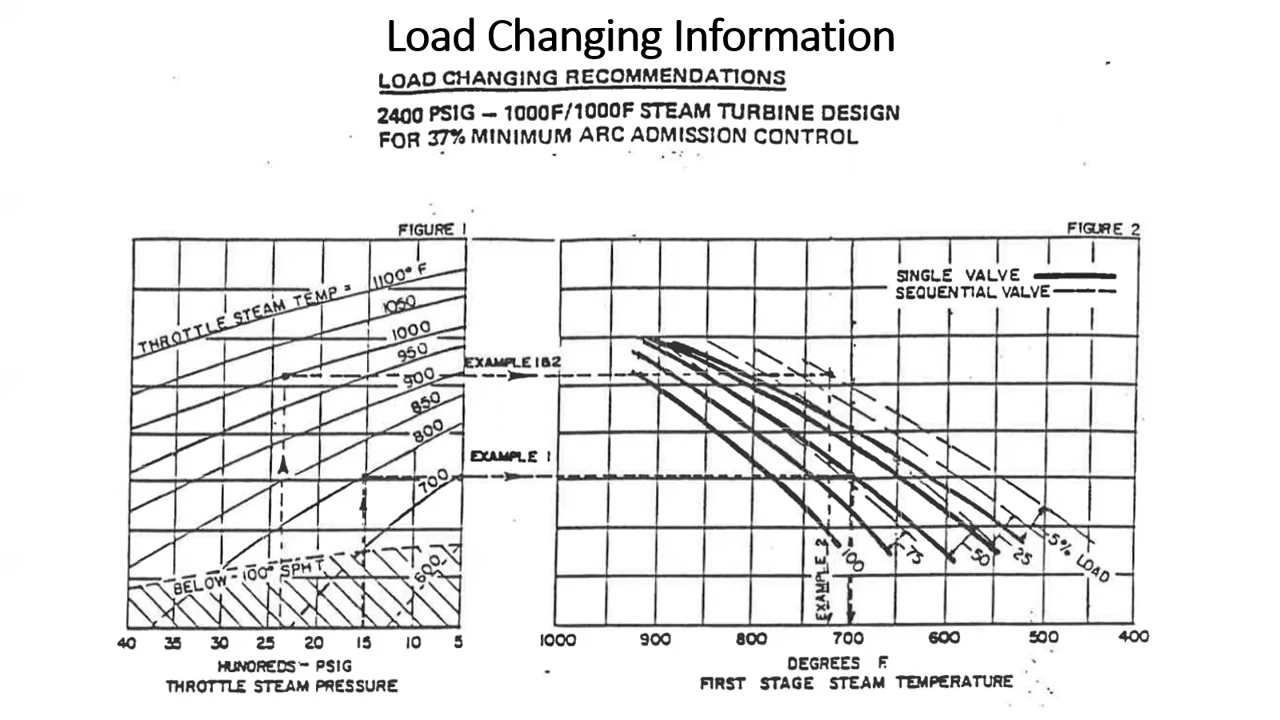 Load Changing Information
LOAD CHANGING RECOMMENDATIONS
2400 PSIG — 1000F/1000F STEAM TURBINE DESIGN
FOR 37% MINIMUM ARC ADMISSION CONTROL
FIGURE 1
FIGURE 2
THROTTLE STEAM TEMP = 1100° F
1050
1000
950
900
850
800
700
600
BELOW - 100° SPHT
SINGLE VALVE
SEQUENTIAL VALVE
EXAMPLE 1&2
EXAMPLE 1
EXAMPLE 2
100
75
50
25
5% LOAD
40 35 30 25 20 15 10 5
HUNDREDS - PSIG
THROTTLE STEAM PRESSURE
1000 900 800 700 600 500 400
DEGREES F.
FIRST STAGE STEAM TEMPERATURE